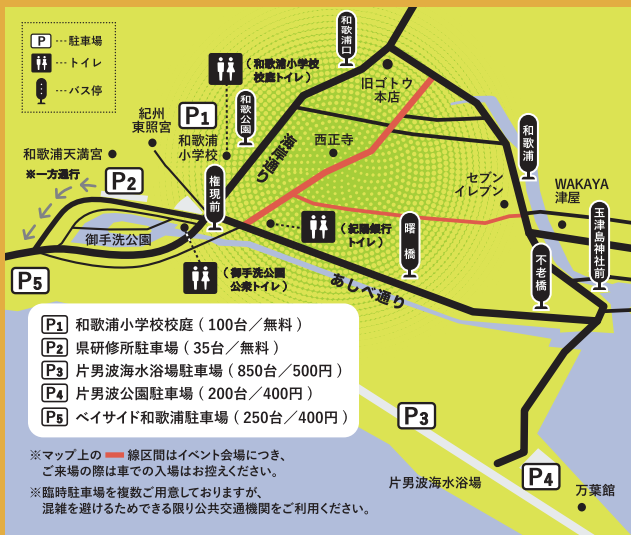 P…駐車場
…トイレ
…バス停
和歌浦口
(和歌浦小学校
校庭トイレ)
旧ゴトウ
本店
P1
和歌公園
紀州
東照宮
和歌浦
小学校
海岸通り
西正寺
和歌浦
和歌浦天満宮
※一方通行
P2
権現前
セブン
イレブン
WAKAYA
津屋
玉津島神社前
御手洗公園
(紀陽銀行
トイレ)
曙橋
不老橋
P5
(御手洗公園
公衆トイレ)
あしべ通り
P1 和歌浦小学校校庭(100台/無料)
P2 県研修所駐車場(35台/無料)
P3 片男波海水浴場駐車場(850台/500円)
P4 片男波公園駐車場(200台/400円)
P5 ベイサイド和歌浦駐車場(250台/400円)
P3
※マップ上の 線区間はイベント会場につき、
ご来場の際は車での入場はお控えください。
片男波海水浴場
P4
万葉館
※臨時駐車場を複数ご用意しておりますが、
混雑を避けるためできる限り公共交通機関をご利用ください。